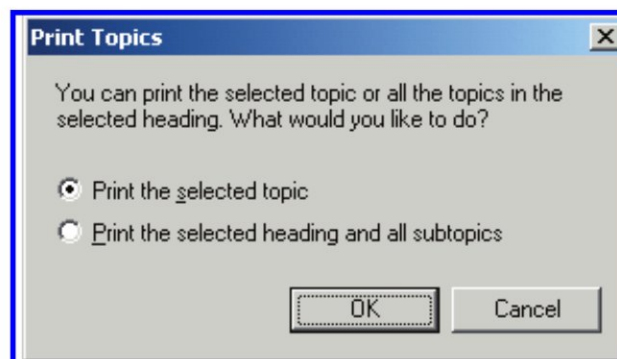 Print Topics
You can print the selected topic or all the topics in the
selected heading. What would you like to do?
Print the selected topic
Print the selected heading and all subtopics
OK
Cancel